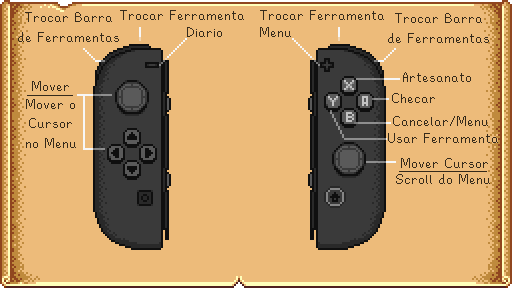 Trocar Barra
de Ferramentas
Trocar Ferramenta
Diario
Mover
Mover o
Cursor
no Menu
Trocar Ferramenta
Menu
Trocar Barra
de Ferramentas
X
Y
A
B
Artesanato
Checar
Cancelar/Menu
Usar Ferramenta
Mover Cursor
Scroll do Menu